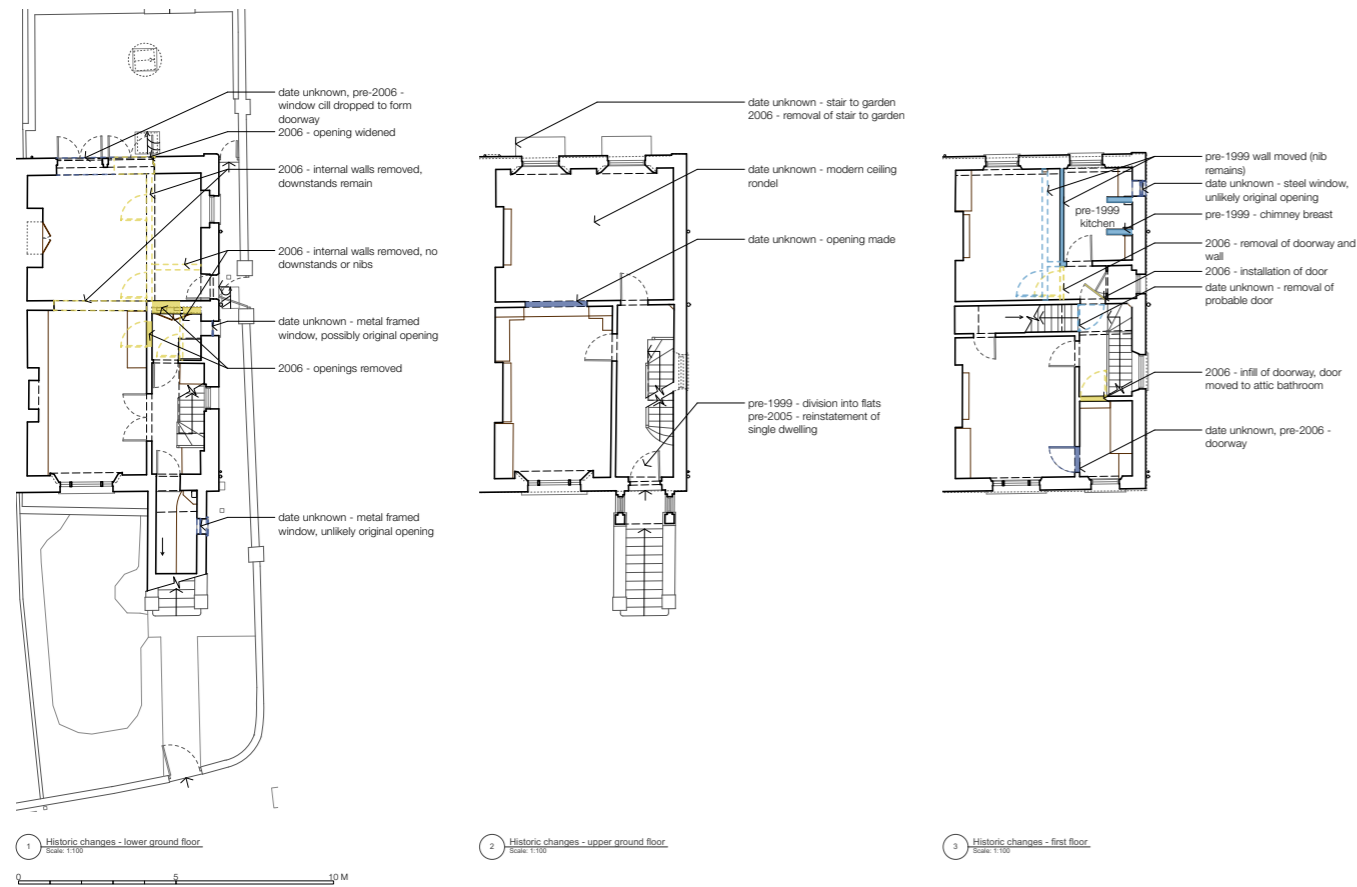 date unknown, pre-2006 -
window cill dropped to form
doorway
2006 - opening widened
2006 - internal walls removed,
downstands remain
2006 - internal walls removed, no
downstands or nibs
date unknown - metal framed
window, possibly original opening
2006 - openings removed
date unknown - metal framed
window, unlikely original opening
1
Historic changes - lower ground floor
Scale: 1:100
0
5
10 M
date unknown - stair to garden
2006 - removal of stair to garden
date unknown - modern ceiling
rondel
date unknown - opening made
pre-1999 - division into flats
pre-2005 - reinstatement of
single dwelling
2
Historic changes - upper ground floor
Scale: 1:100
pre-1999
kitchen
pre-1999 wall moved (nib
remains)
date unknown - steel window,
unlikely original opening
pre-1999 - chimney breast
2006 - removal of doorway and
wall
2006 - installation of door
date unknown - removal of
probable door
2006 - infill of doorway, door
moved to attic bathroom
date unknown, pre-2006 -
doorway
3
Historic changes - first floor
Scale: 1:100